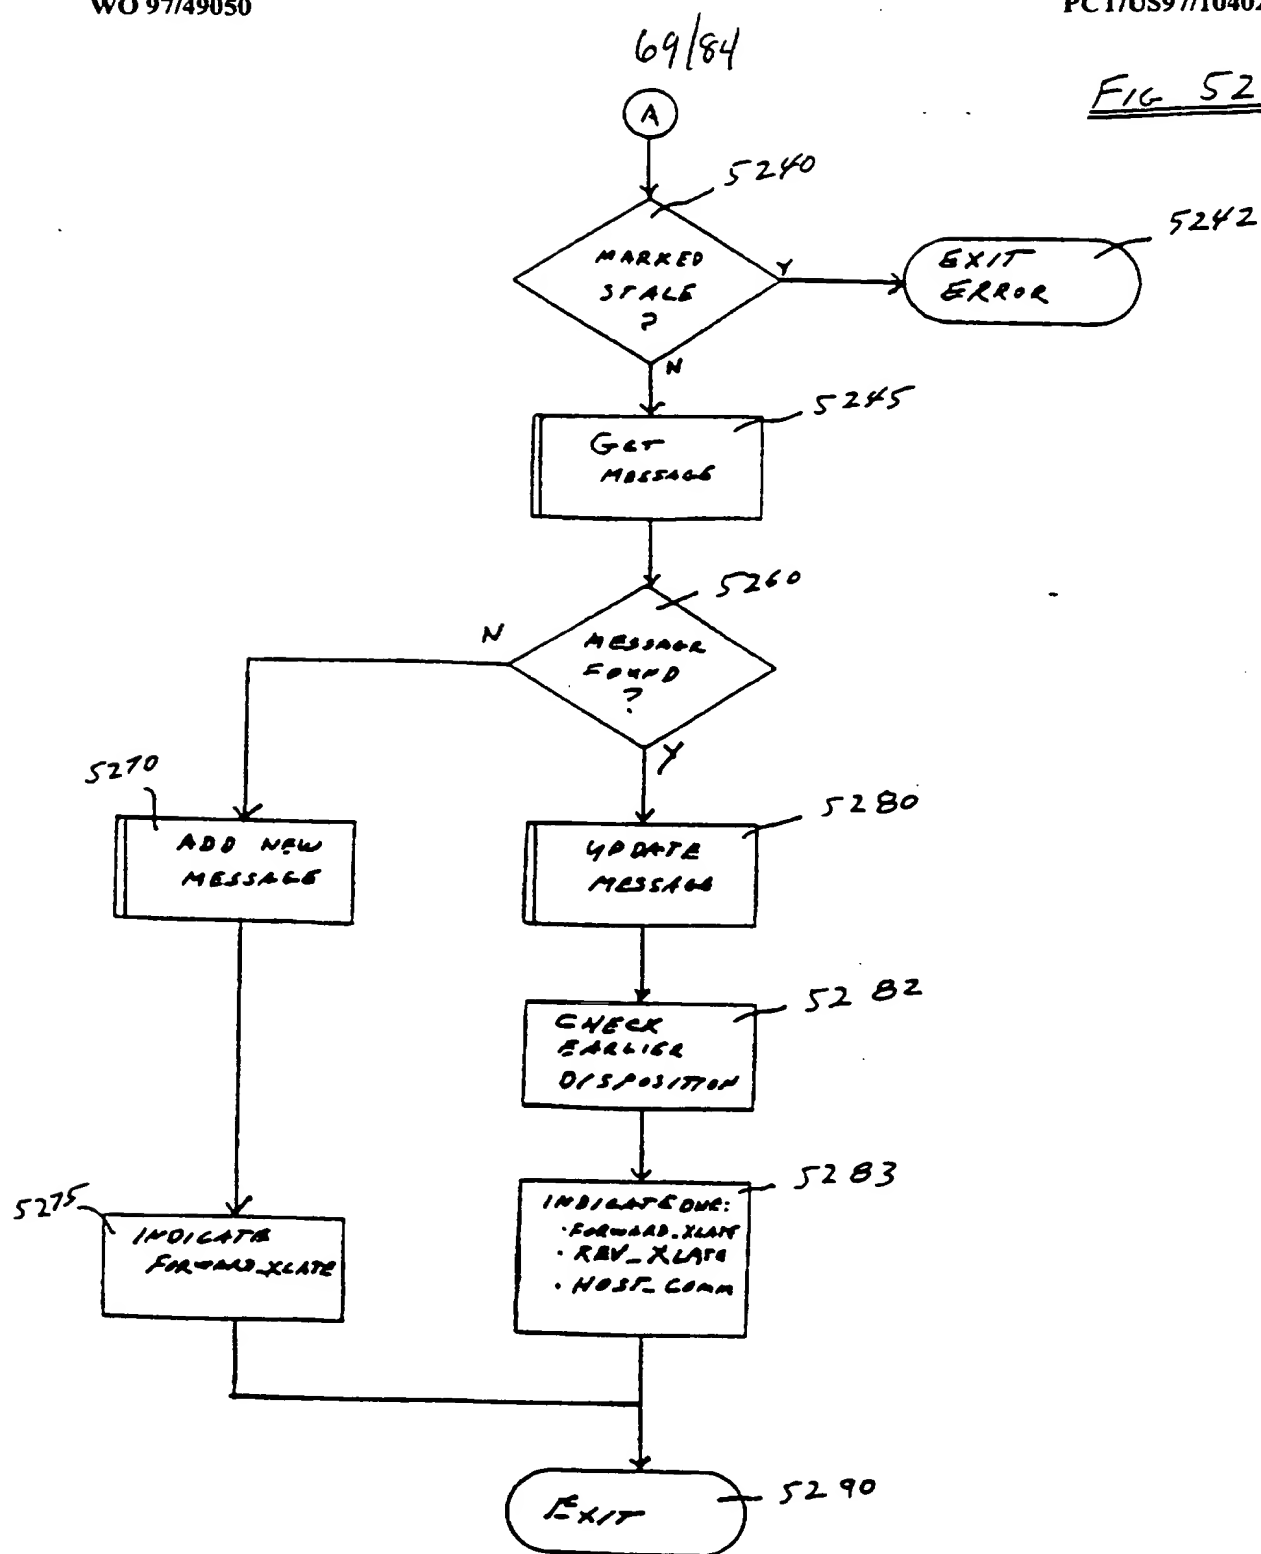 WO 97/49050
PCT/US97/10402
69/84
FIG 52
A
5240
MARKED
STALE
?
Y
5242
EXIT
ERROR
N
5245
GET
MESSAGE
5260
MESSAGE
FOUND
?
N
Y
5270
ADD NEW
MESSAGE
5280
UPDATE
MESSAGE
5282
CHECK
EARLIER
DISPOSITION
5275
INDICATE
FORWARD_XLATE
5283
INDICATE ONE:
· FORWARD_XLATE
· REV_XLATE
· HOST_COMM
5290
EXIT